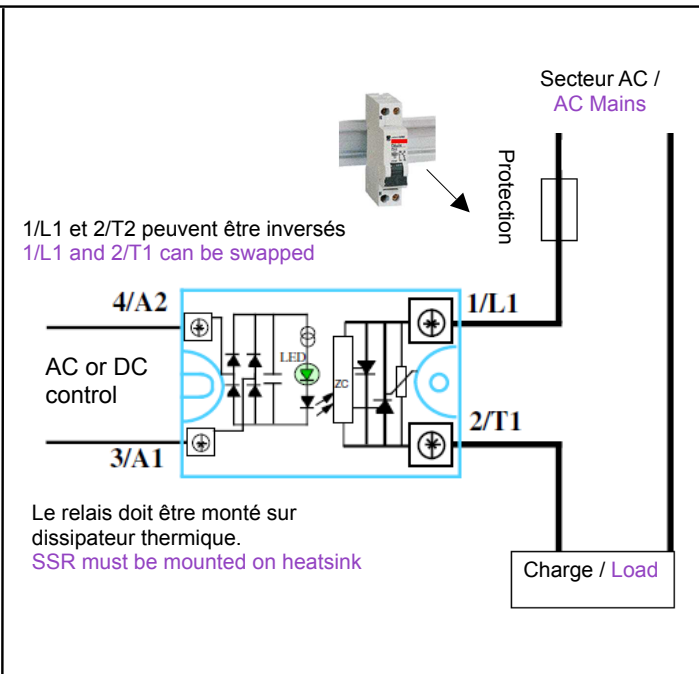 Secteur AC /
AC Mains
Protection
1/L1 et 2/T2 peuvent être inversés
1/L1 and 2/T1 can be swapped
4/A2
1/L1
LED
AC or DC
control
ZC
2/T1
3/A1
Le relais doit être monté sur
dissipateur thermique.
SSR must be mounted on heatsink
Charge / Load